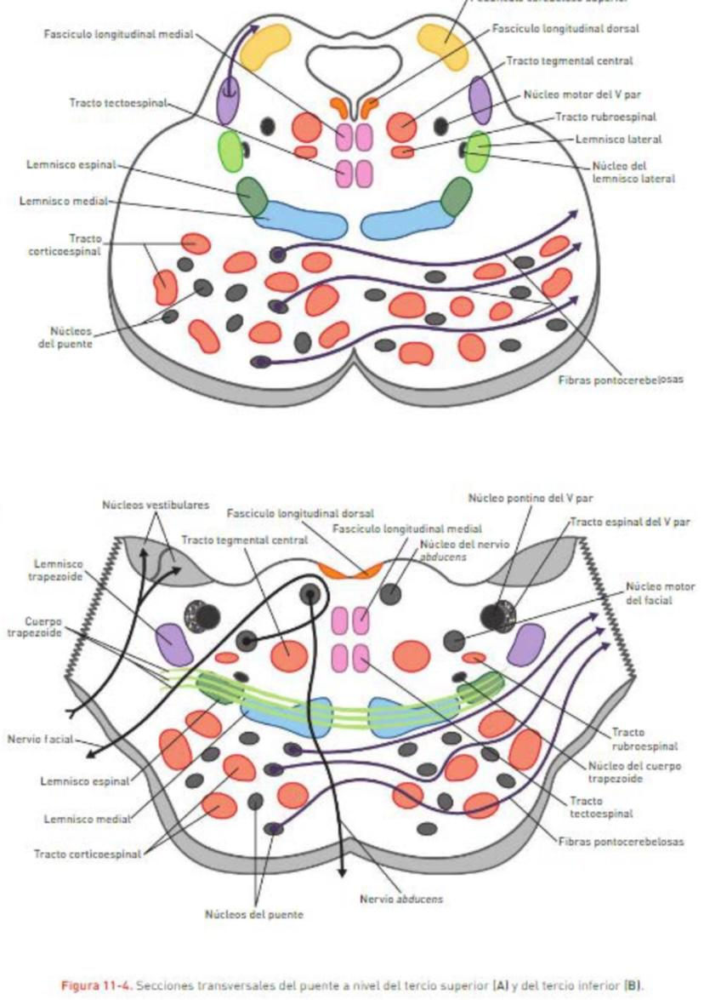 Fascículo longitudinal medial
Fascículo longitudinal dorsal
Tracto tegmental central
Tracto tectoespinal
Núcleo motor del V par
Tracto rubroespinal
Lemnisco lateral
Lemnisco espinal
Núcleo del
lemnisco lateral
Lemnisco medial
Tracto
corticoespinal
Núcleos
del puente
Fibras pontocerebelosas
Núcleos vestibulares
Fascículo longitudinal dorsal
Núcleo pontino del V par
Tracto tegmental central
Fascículo longitudinal medial
Tracto espinal del V par
Núcleo del nervio
abducens
Lemnisco
trapezoide
Núcleo motor
del facial
Cuerpo
trapezoide
Nervio facial
Tracto
rubroespinal
Lemnisco espinal
Núcleo del cuerpo
trapezoide
Lemnisco medial
Tracto
tectoespinal
Tracto corticoespinal
Fibras pontocerebelosas
Nervio abducens
Núcleos del puente
Figura 11-4. Secciones transversales del puente a nivel del tercio superior (A) y del tercio inferior (B).